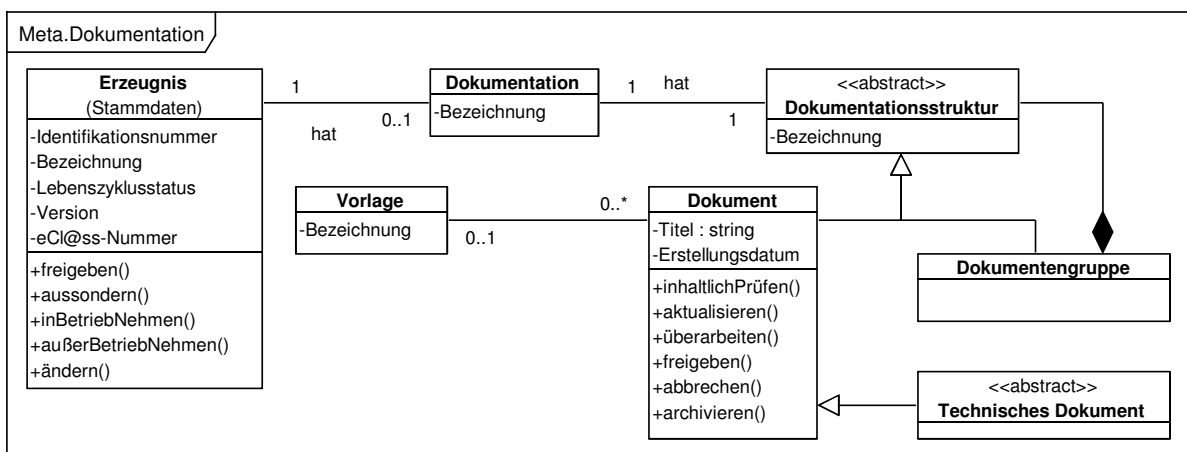 Meta.Dokumentation
Erzeugnis
(Stammdaten)
-Identifikationsnummer
-Bezeichnung
-Lebenszyklusstatus
-Version
-eCl@ss-Nummer
+freigeben()
+aussondern()
+inBetriebNehmen()
+außerBetriebNehmen()
+ändern()
1
0..1
hat
Dokumentation
-Bezeichnung
1
hat
1
<<abstract>>
Dokumentationsstruktur
-Bezeichnung
Vorlage
-Bezeichnung
0..1
0..*
Dokument
-Titel : string
-Erstellungsdatum
+inhaltlichPrüfen()
+aktualisieren()
+überarbeiten()
+freigeben()
+abbrechen()
+archivieren()
Dokumentengruppe
<<abstract>>
Technisches Dokument